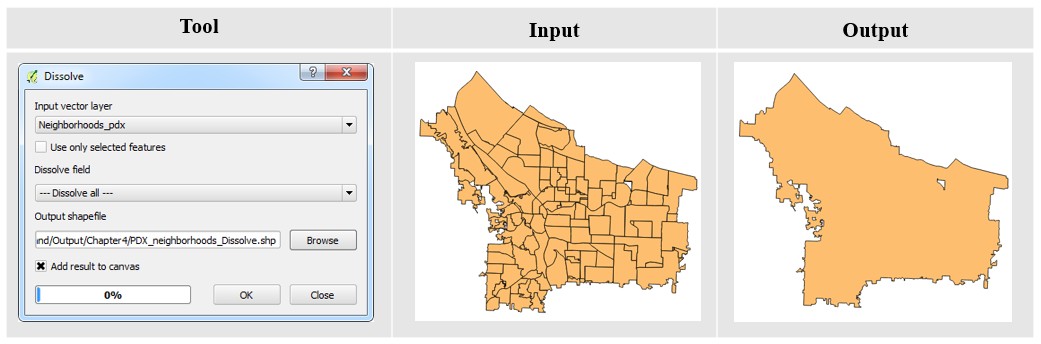 Tool
Input
Output
Dissolve
Input vector layer
Neighborhoods_pdx
Use only selected features
Dissolve field
--- Dissolve all ---
Output shapefile
ind/Output/Chapter4/PDX_neighborhoods_Dissolve.shp
Browse
Add result to canvas
0%
OK
Close